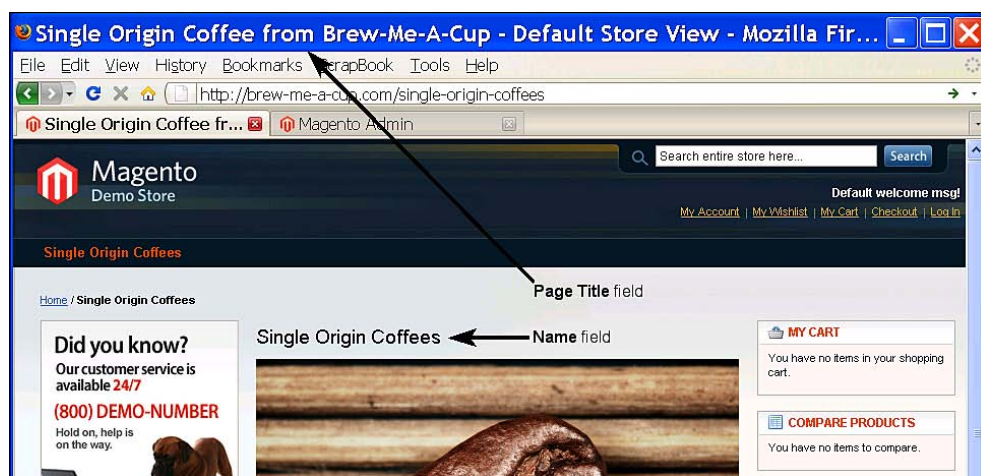 Single Origin Coffee from Brew-Me-A-Cup - Default Store View - Mozilla Fir...
File Edit View History Bookmarks ScrapBook Tools Help
http://brew-me-a-cup.com/single-origin-coffees
Single Origin Coffee fr... Magento Admin
Magento
Demo Store
Search entire store here... Search
Default welcome msg!
My Account | My Wishlist | My Cart | Checkout | Log In
Single Origin Coffees
Page Title field
Home / Single Origin Coffees
Single Origin Coffees
Name field
Did you know?
Our customer service is
available 24/7
(800) DEMO-NUMBER
Hold on, help is
on the way.
MY CART
You have no items in your shopping
cart.
COMPARE PRODUCTS
You have no items to compare.